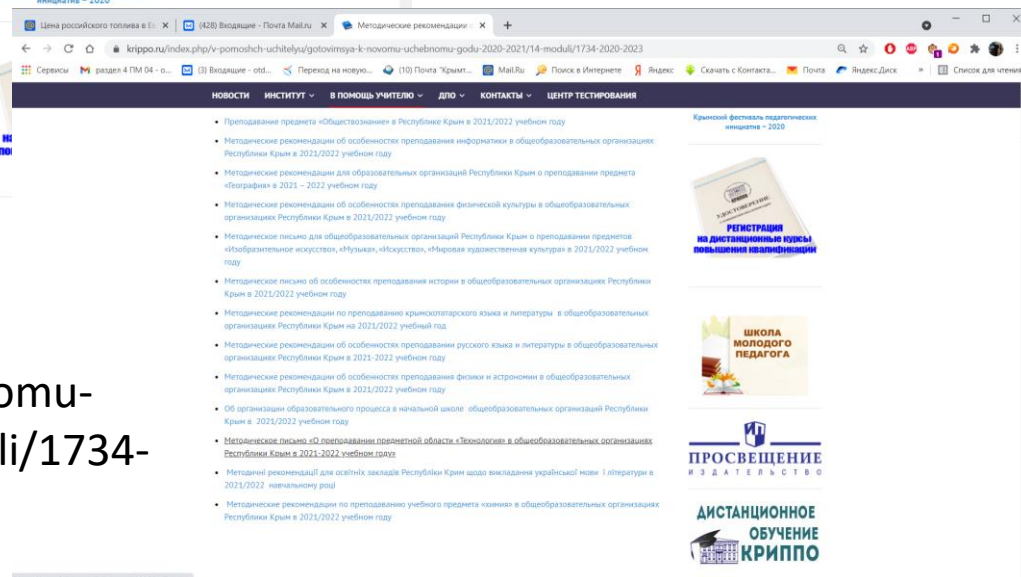 инициатив – 2020
Цена российского топлива в Е
(428) Входящие - Почта Mail.ru
Методические рекомендации
krippo.ru/index.php/v-pomoshch-uchitelyu/gotovimsya-k-novomu-uchebnomu-godu-2020-2021/14-moduli/1734-2020-2023
Сервисы
М раздел 4 ПМ 04 - о...
(3) Входящие - otd...
Переход на новую...
(10) Почта "Крымт...
Mail.Ru
Поиск в Интернете
Яндекс
Скачать с Контакта...
Почта
Яндекс.Диск
»
Список для чтения
НОВОСТИ ИНСТИТУТ В ПОМОЩЬ УЧИТЕЛЮ ДПО КОНТАКТЫ ЦЕНТР ТЕСТИРОВАНИЯ
• Преподавание предмета «Обществознание» в Республике Крым в 2021/2022 учебном году
• Методические рекомендации об особенностях преподавания информатики в общеобразовательных организациях
Республики Крым в 2021/2022 учебном году
• Методические рекомендации для образовательных организаций Республики Крым о преподавании предмета
«География» в 2021 – 2022 учебном году
• Методические рекомендации об особенностях преподавания физической культуры в общеобразовательных
организациях Республики Крым в 2021/2022 учебном году
• Методическое письмо для общеобразовательных организаций Республики Крым о преподавании предметов
«Изобразительное искусство», «Музыка», «Искусство», «Мировая художественная культура» в 2021/2022 учебном
году
• Методическое письмо об особенностях преподавания истории в общеобразовательных организациях Республики
Крым в 2021/2022 учебном году
• Методические рекомендации по преподаванию крымскотатарского языка и литературы в общеобразовательных
организациях Республики Крым на 2021/2022 учебный год
• Методические рекомендации об особенностях преподавания русского языка и литературы в общеобразовательных
организациях Республики Крым в 2021-2022 учебном году
• Методические рекомендации об особенностях преподавания физики и астрономии в общеобразовательных
организациях Республики Крым в 2021/2022 учебном году
• Об организации образовательного процесса в начальной школе общеобразовательных организаций Республики
Крым в 2021/2022 учебном году
• Методическое письмо «О преподавании предметной области «Технология» в общеобразовательных организациях
Республики Крым в 2021-2022 учебном году»
• Методичні рекомендації для освітніх закладів Республіки Крим щодо викладання української мови і літератури в
2021/2022 навчальному році
• Методические рекомендации по преподаванию учебного предмета «химия» в общеобразовательных организациях
Республики Крым в 2021/2022 учебном году
Крымский фестиваль педагогических
инициатив – 2020
УДОСТОВЕРЕНИЕ
РЕГИСТРАЦИЯ
на дистанционные курсы
повышения квалификации
ШКОЛА
МОЛОДОГО
ПЕДАГОГА
ПРОСВЕЩЕНИЕ
ИЗДАТЕЛЬСТВО
ДИСТАНЦИОННОЕ
ОБУЧЕНИЕ
КРИППО
omu-
li/1734-